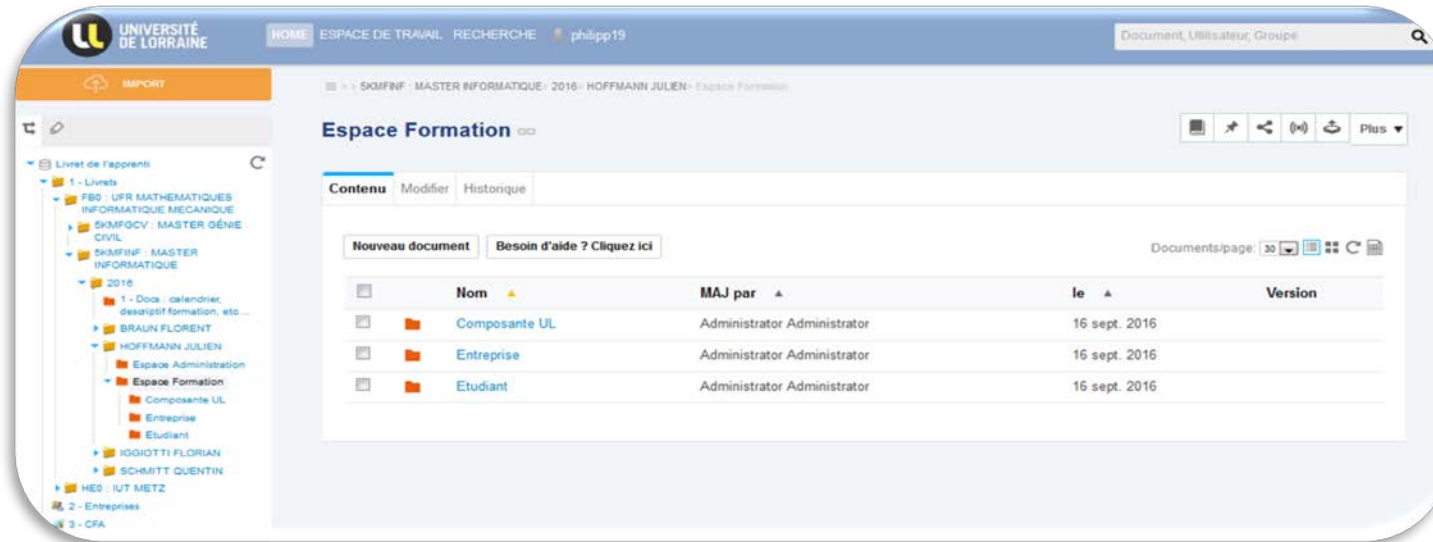 UNIVERSITÉ
DE LORRAINE
HOME ESPACE DE TRAVAIL RECHERCHE philipp19
Document, Utilisateur, Groupe
IMPORT
5KMFINF : MASTER INFORMATIQUE › 2016 › HOFFMANN JULIEN › Espace Formation
Espace Formation
Plus
Contenu Modifier Historique
Nouveau document Besoin d'aide ? Cliquez ici
Documents/page: 30
Nom MAJ par le Version
Composante UL Administrator Administrator 16 sept. 2016
Entreprise Administrator Administrator 16 sept. 2016
Etudiant Administrator Administrator 16 sept. 2016
Livret de l'apprenti
1 - Livrets
FB0 : UFR MATHEMATIQUES
INFORMATIQUE MECANIQUE
5KMFGCV : MASTER GÉNIE
CIVIL
5KMFINF : MASTER
INFORMATIQUE
2016
1 - Docs : calendrier,
descriptif formation, etc...
BRAUN FLORENT
HOFFMANN JULIEN
Espace Administration
Espace Formation
Composante UL
Entreprise
Etudiant
IGGIOTTI FLORIAN
SCHMITT QUENTIN
HE0 : IUT METZ
2 - Entreprises
3 - CFA